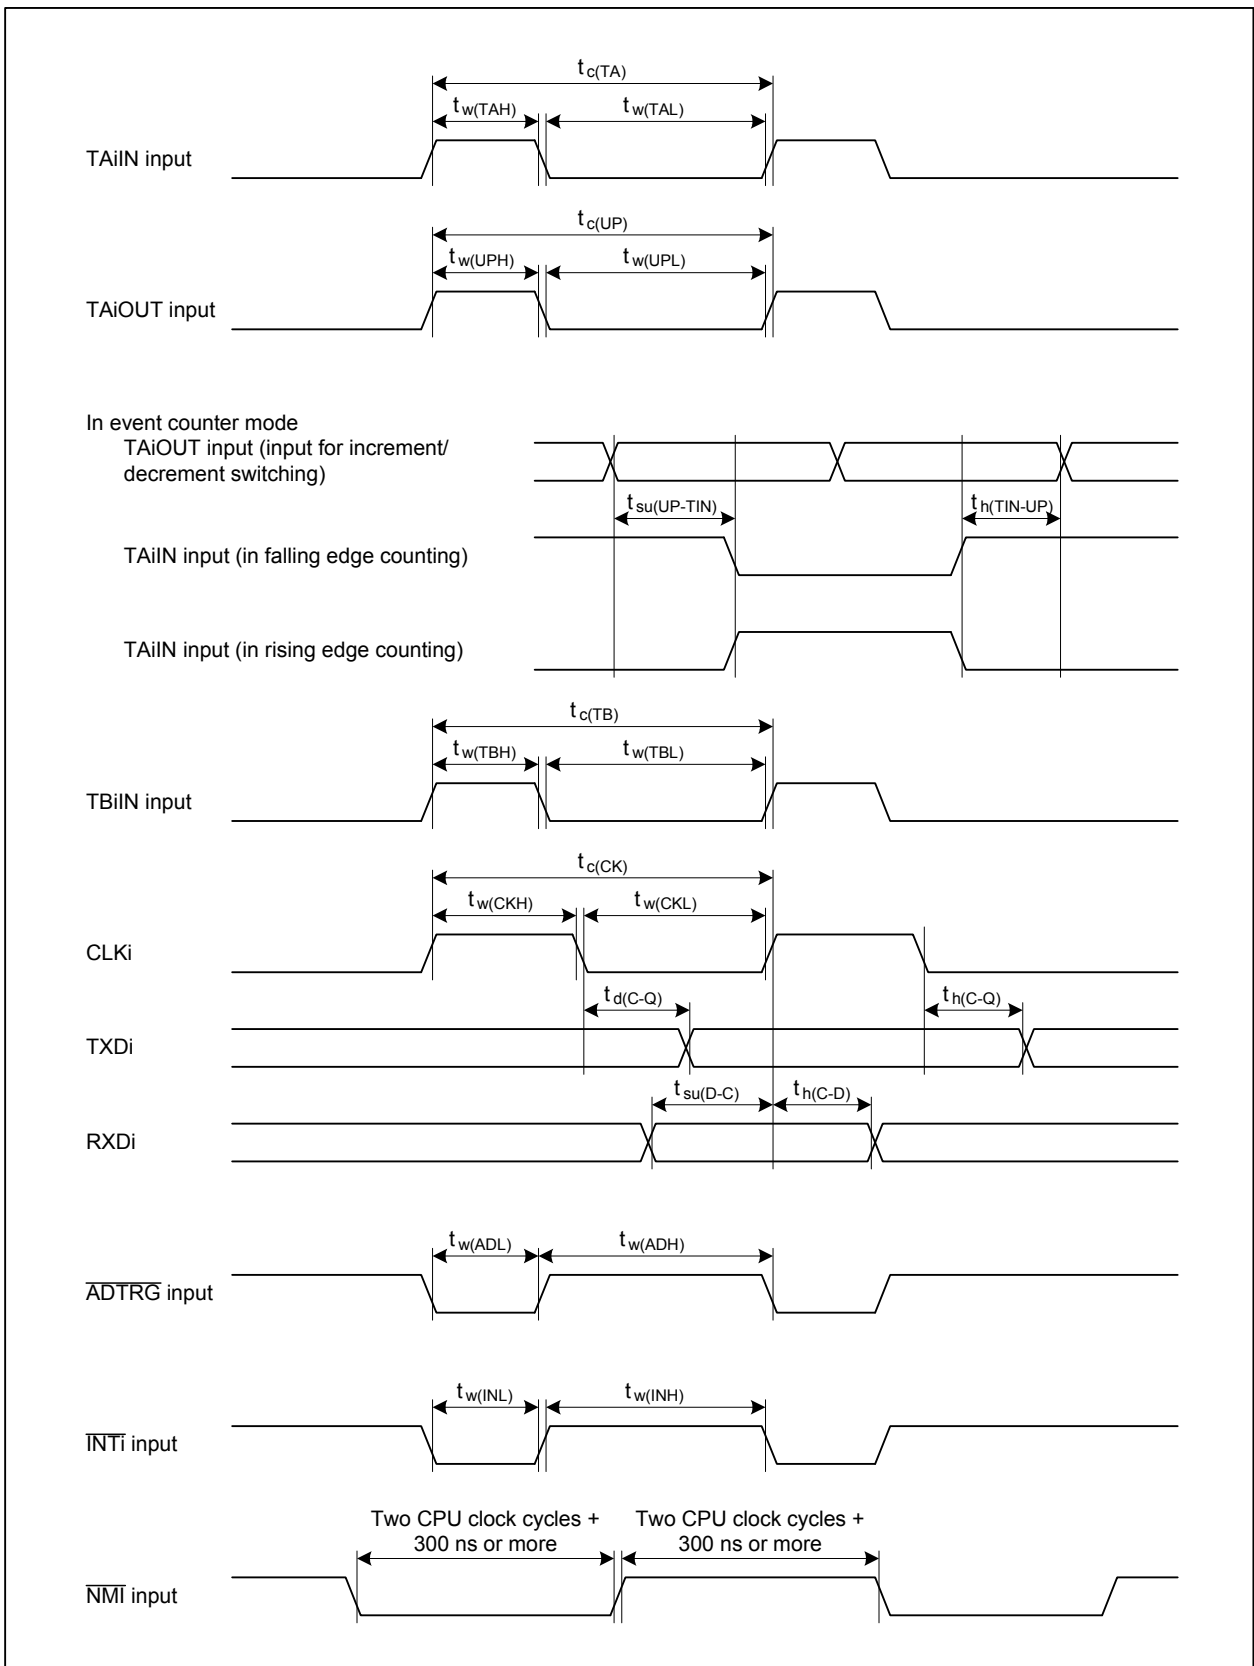 tc(TA)
tw(TAH) tw(TAL)
TAiIN input
tc(UP)
tw(UPH) tw(UPL)
TAiOUT input
In event counter mode
TAiOUT input (input for increment/
decrement switching)
tsu(UP-TIN) th(TIN-UP)
TAiIN input (in falling edge counting)
TAiIN input (in rising edge counting)
tc(TB)
tw(TBH) tw(TBL)
TBiIN input
tc(CK)
tw(CKH) tw(CKL)
CLKi
td(C-Q) th(C-Q)
TXDi
tsu(D-C) th(C-D)
RXDi
tw(ADL) tw(ADH)
ADTRG input
tw(INL) tw(INH)
INTi input
Two CPU clock cycles +
300 ns or more
Two CPU clock cycles +
300 ns or more
NMI input